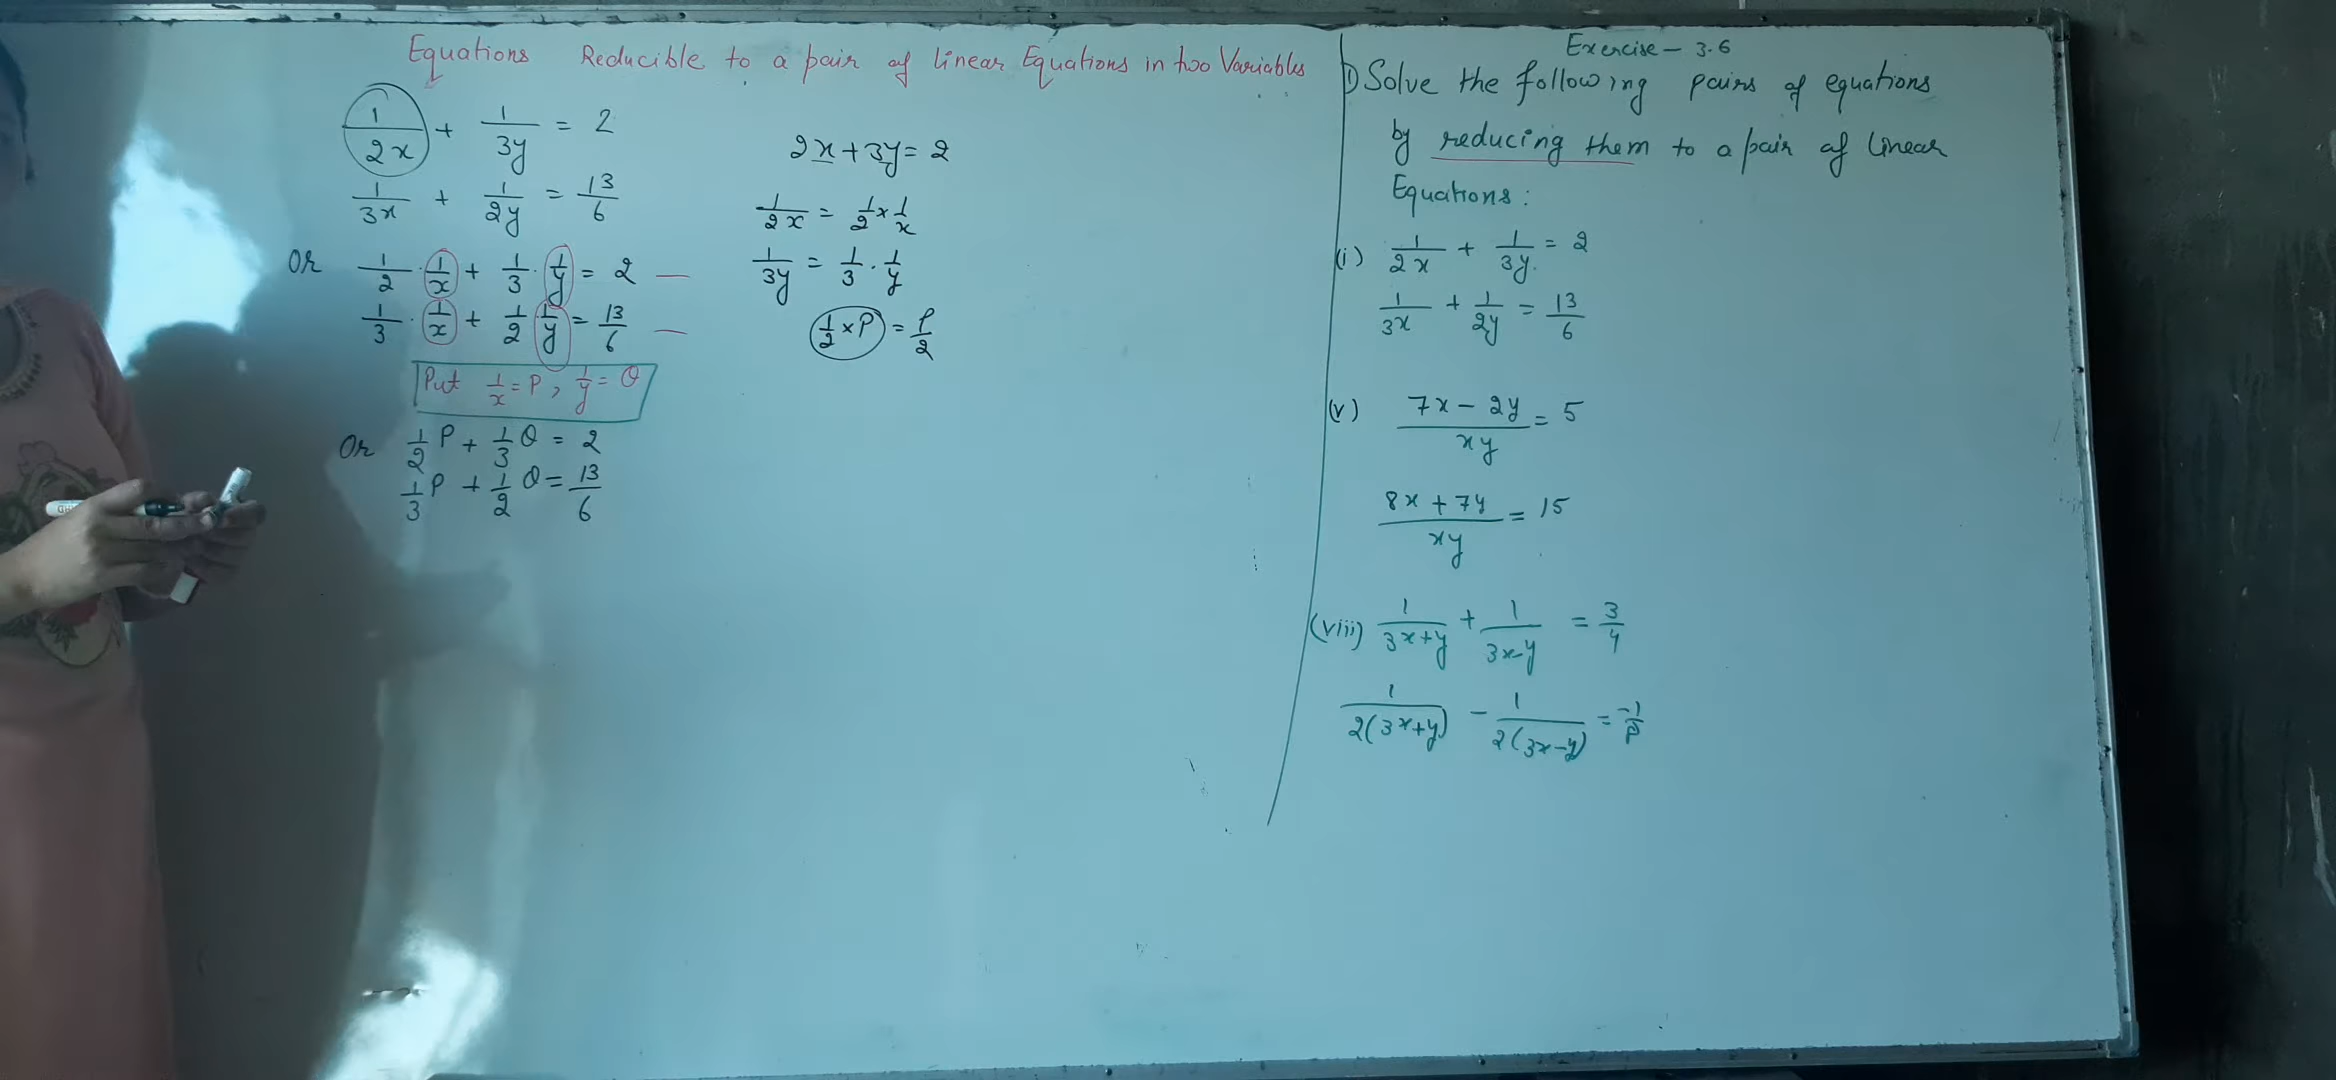 Equations Reducible to a pair of linear Equations in two Variables
1/2x + 1/3y = 2
1/3x + 1/2y = 13/6
Or 1/2 · 1/x + 1/3 · 1/y = 2 —
1/3 · 1/x + 1/2 1/y = 13/6 —
Put 1/x = P, 1/y = Q
Or 1/2 P + 1/3 Q = 2
1/3 P + 1/2 Q = 13/6
2x + 3y = 2
1/2x = 1/2 × 1/x
1/3y = 1/3 · 1/y
1/2 × P = P/2
Exercise - 3.6
1) Solve the following pairs of equations
by reducing them to a pair of linear
Equations:
(i) 1/2x + 1/3y = 2
1/3x + 1/2y = 13/6
(v) 7x - 2y/xy = 5
8x + 7y/xy = 15
(viii) 1/3x+y + 1/3x-y = 3/4
1/2(3x+y) - 1/2(3x-y) = -1/